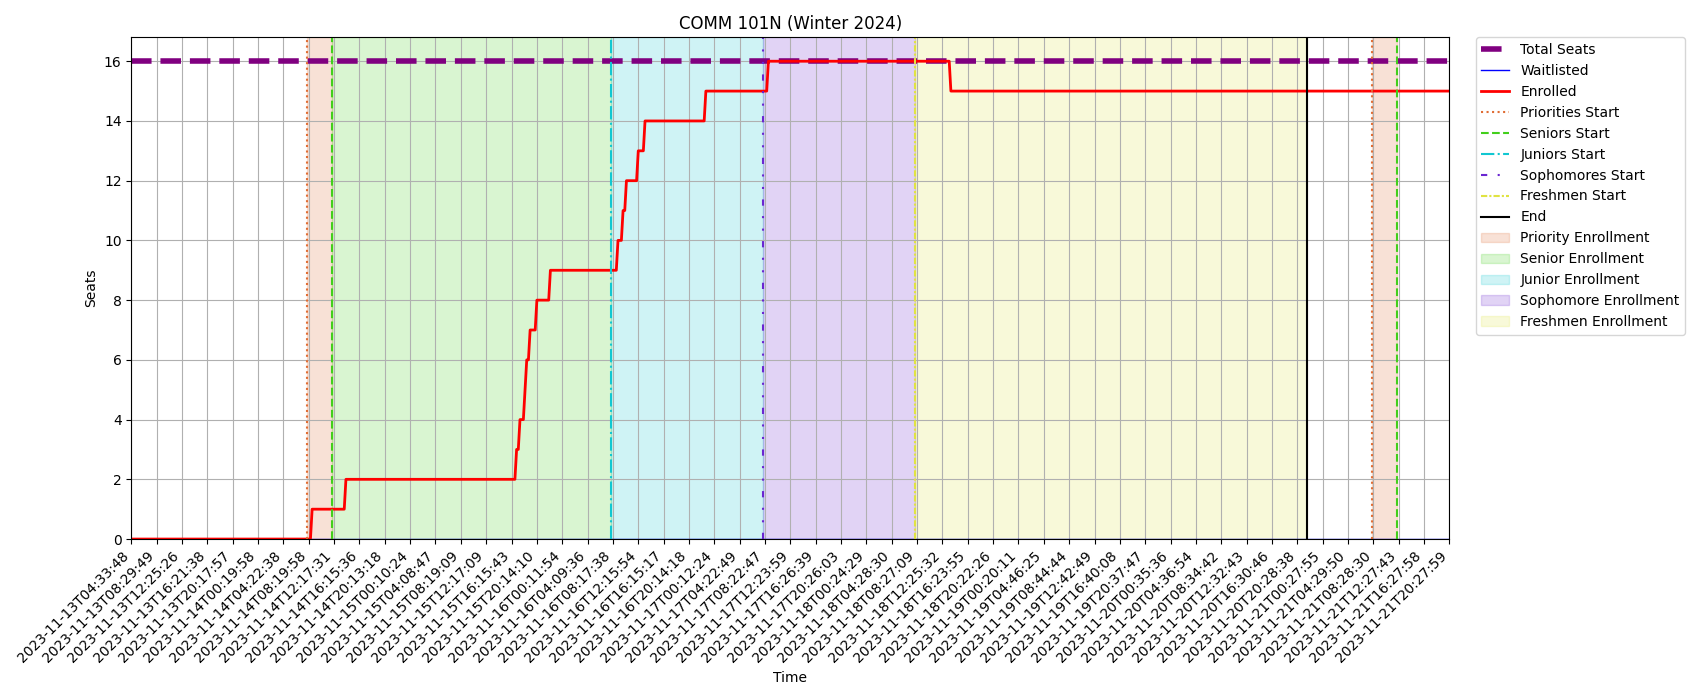 COMM 101N (Winter 2024)
Seats
16
14
12
10
8
6
4
2
0
2023-11-13T04:33:48
2023-11-13T08:29:49
2023-11-13T12:25:26
2023-11-13T16:21:38
2023-11-13T20:17:57
2023-11-14T00:19:58
2023-11-14T04:22:38
2023-11-14T08:19:58
2023-11-14T12:17:31
2023-11-14T16:15:36
2023-11-14T20:13:18
2023-11-15T00:10:24
2023-11-15T04:08:47
2023-11-15T08:19:09
2023-11-15T12:17:09
2023-11-15T16:15:43
2023-11-15T20:14:10
2023-11-16T00:11:54
2023-11-16T04:09:36
2023-11-16T08:17:38
2023-11-16T12:15:54
2023-11-16T16:15:17
2023-11-16T20:14:18
2023-11-17T00:12:24
2023-11-17T04:22:49
2023-11-17T08:22:47
2023-11-17T12:23:59
2023-11-17T16:26:39
2023-11-17T20:26:03
2023-11-18T00:24:29
2023-11-18T04:28:30
2023-11-18T08:27:09
2023-11-18T12:25:32
2023-11-18T16:23:55
2023-11-18T20:22:26
2023-11-19T00:20:11
2023-11-19T04:46:25
2023-11-19T08:44:44
2023-11-19T12:42:49
2023-11-19T16:40:08
2023-11-19T20:37:47
2023-11-20T00:35:36
2023-11-20T04:36:54
2023-11-20T08:34:42
2023-11-20T12:32:43
2023-11-20T16:30:46
2023-11-20T20:28:38
2023-11-21T00:27:55
2023-11-21T04:29:50
2023-11-21T08:28:30
2023-11-21T12:27:43
2023-11-21T16:27:58
2023-11-21T20:27:59
Time
Total Seats
Waitlisted
Enrolled
Priorities Start
Seniors Start
Juniors Start
Sophomores Start
Freshmen Start
End
Priority Enrollment
Senior Enrollment
Junior Enrollment
Sophomore Enrollment
Freshmen Enrollment